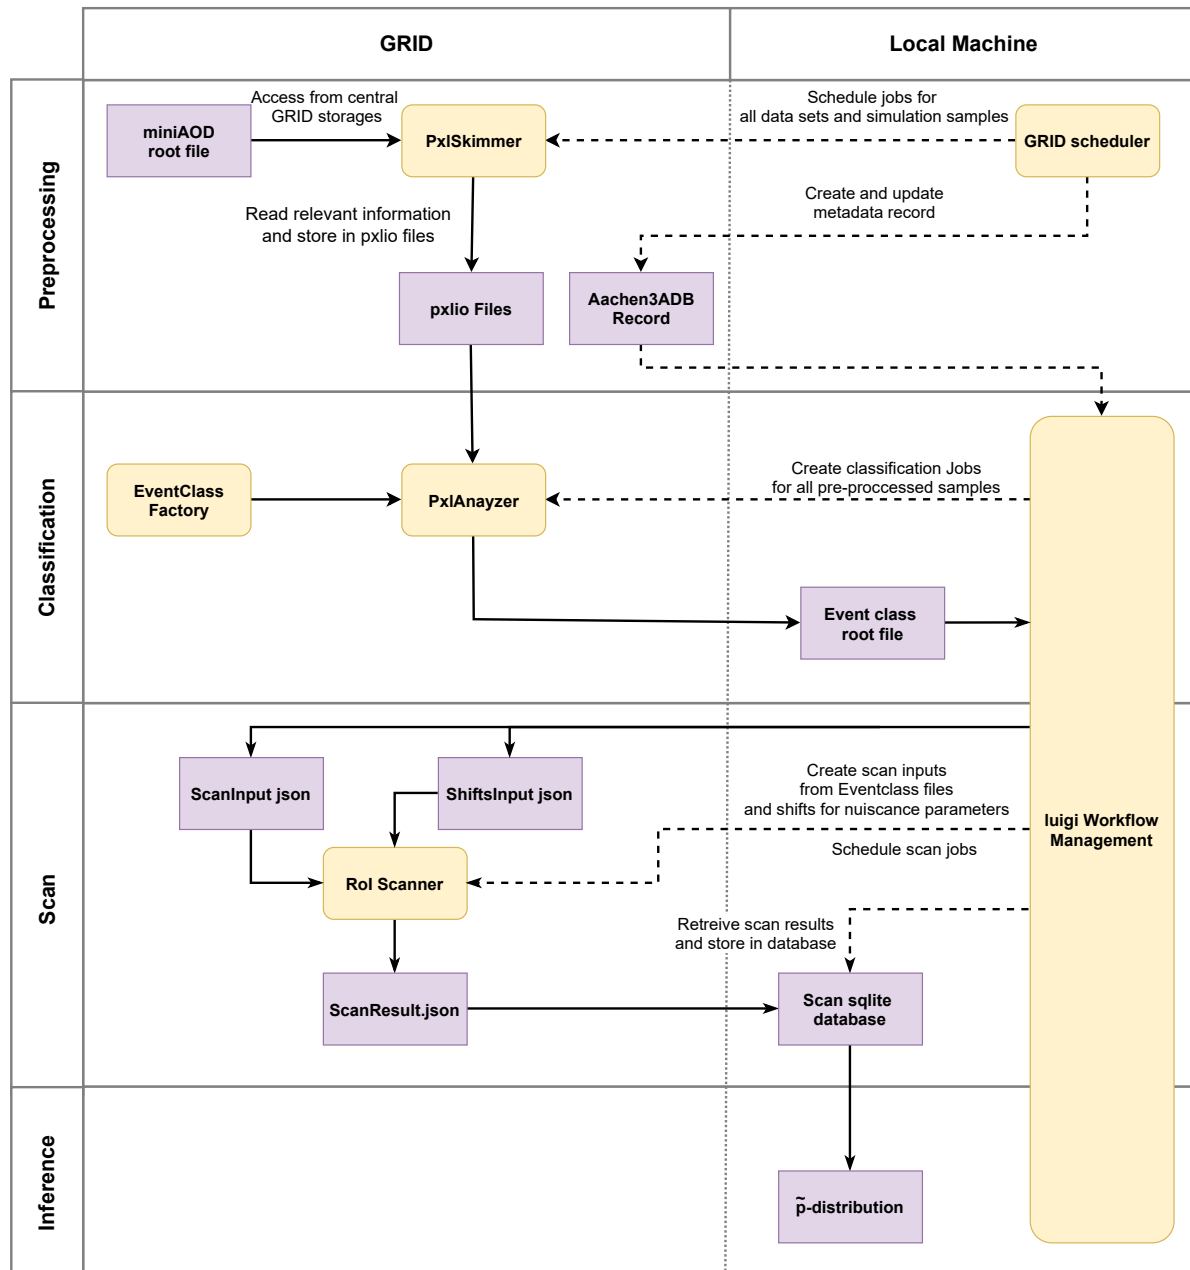 GRID
Local Machine
Preprocessing
Access from central
GRID storages
Schedule jobs for
all data sets and simulation samples
miniAOD
root file
PxlSkimmer
GRID scheduler
Create and update
metadata record
Read relevant information
and store in pxlio files
pxlio Files
Aachen3ADB
Record
Classification
EventClass
Factory
PxlAnayzer
Create classification Jobs
for all pre-proccessed samples
Event class
root file
Scan
ScanInput json
ShiftsInput json
Create scan inputs
from Eventclass files
and shifts for nuiscance parameters
luigi Workflow
Management
Schedule scan jobs
RoI Scanner
Retreive scan results
and store in database
ScanResult.json
Scan sqlite
database
Inference
p̃-distribution